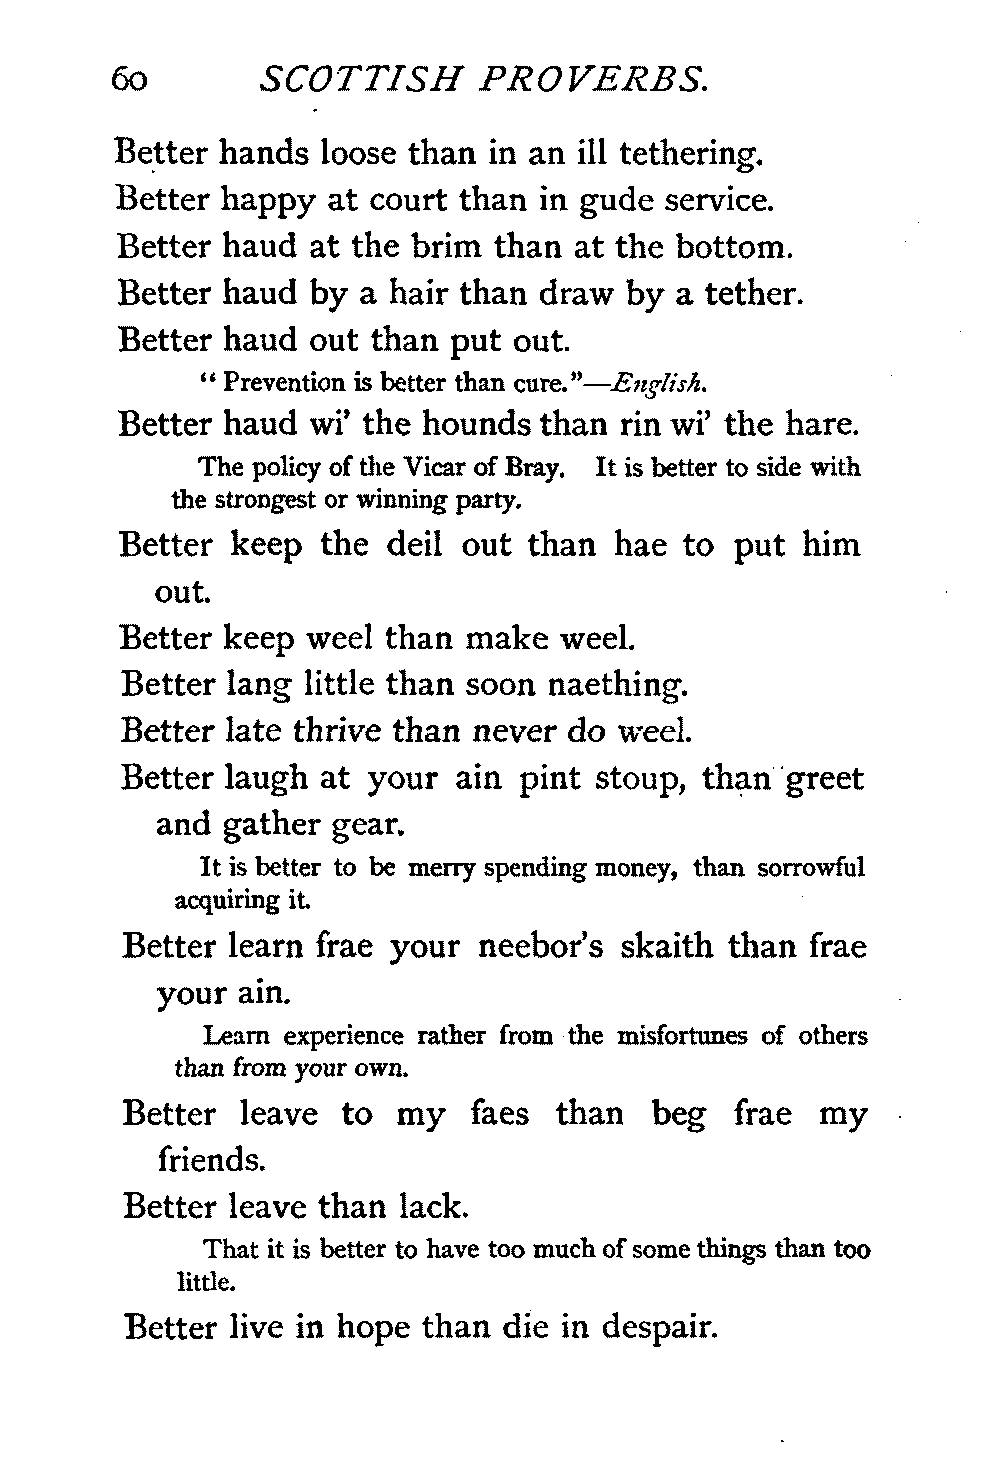 60 SCOTTISH PROVERBS.
Better hands loose than in an ill tethering.
Better happy at court than in gude service.
Better haud at the brim than at the bottom.
Better haud by a hair than draw by a tether.
Better haud out than put out.
“Prevention is better than cure.”—English.
Better haud wi’ the hounds than rin wi’ the hare.
The policy of the Vicar of Bray. It is better to side with
the strongest or winning party.
Better keep the deil out than hae to put him
out.
Better keep weel than make weel.
Better lang little than soon naething.
Better late thrive than never do weel.
Better laugh at your ain pint stoup, than greet
and gather gear.
It is better to be merry spending money, than sorrowful
acquiring it.
Better learn frae your neebor’s skaith than frae
your ain.
Learn experience rather from the misfortunes of others
than from your own.
Better leave to my faes than beg frae my
friends.
Better leave than lack.
That it is better to have too much of some things than too
little.
Better live in hope than die in despair.